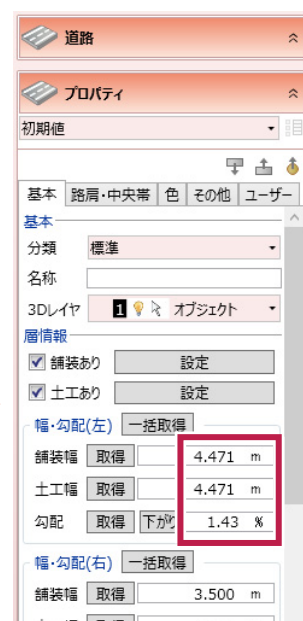 道路
プロパティ
初期値
基本 路肩・中央帯 色 その他 ユーザー
基本
分類 標準
名称
3Dレイヤ 1 オブジェクト
層情報
舗装あり 設定
土工あり 設定
幅・勾配(左) 一括取得
舗装幅 取得 4.471 m
土工幅 取得 4.471 m
勾配 取得 下がり 1.43 %
幅・勾配(右) 一括取得
舗装幅 取得 3.500 m